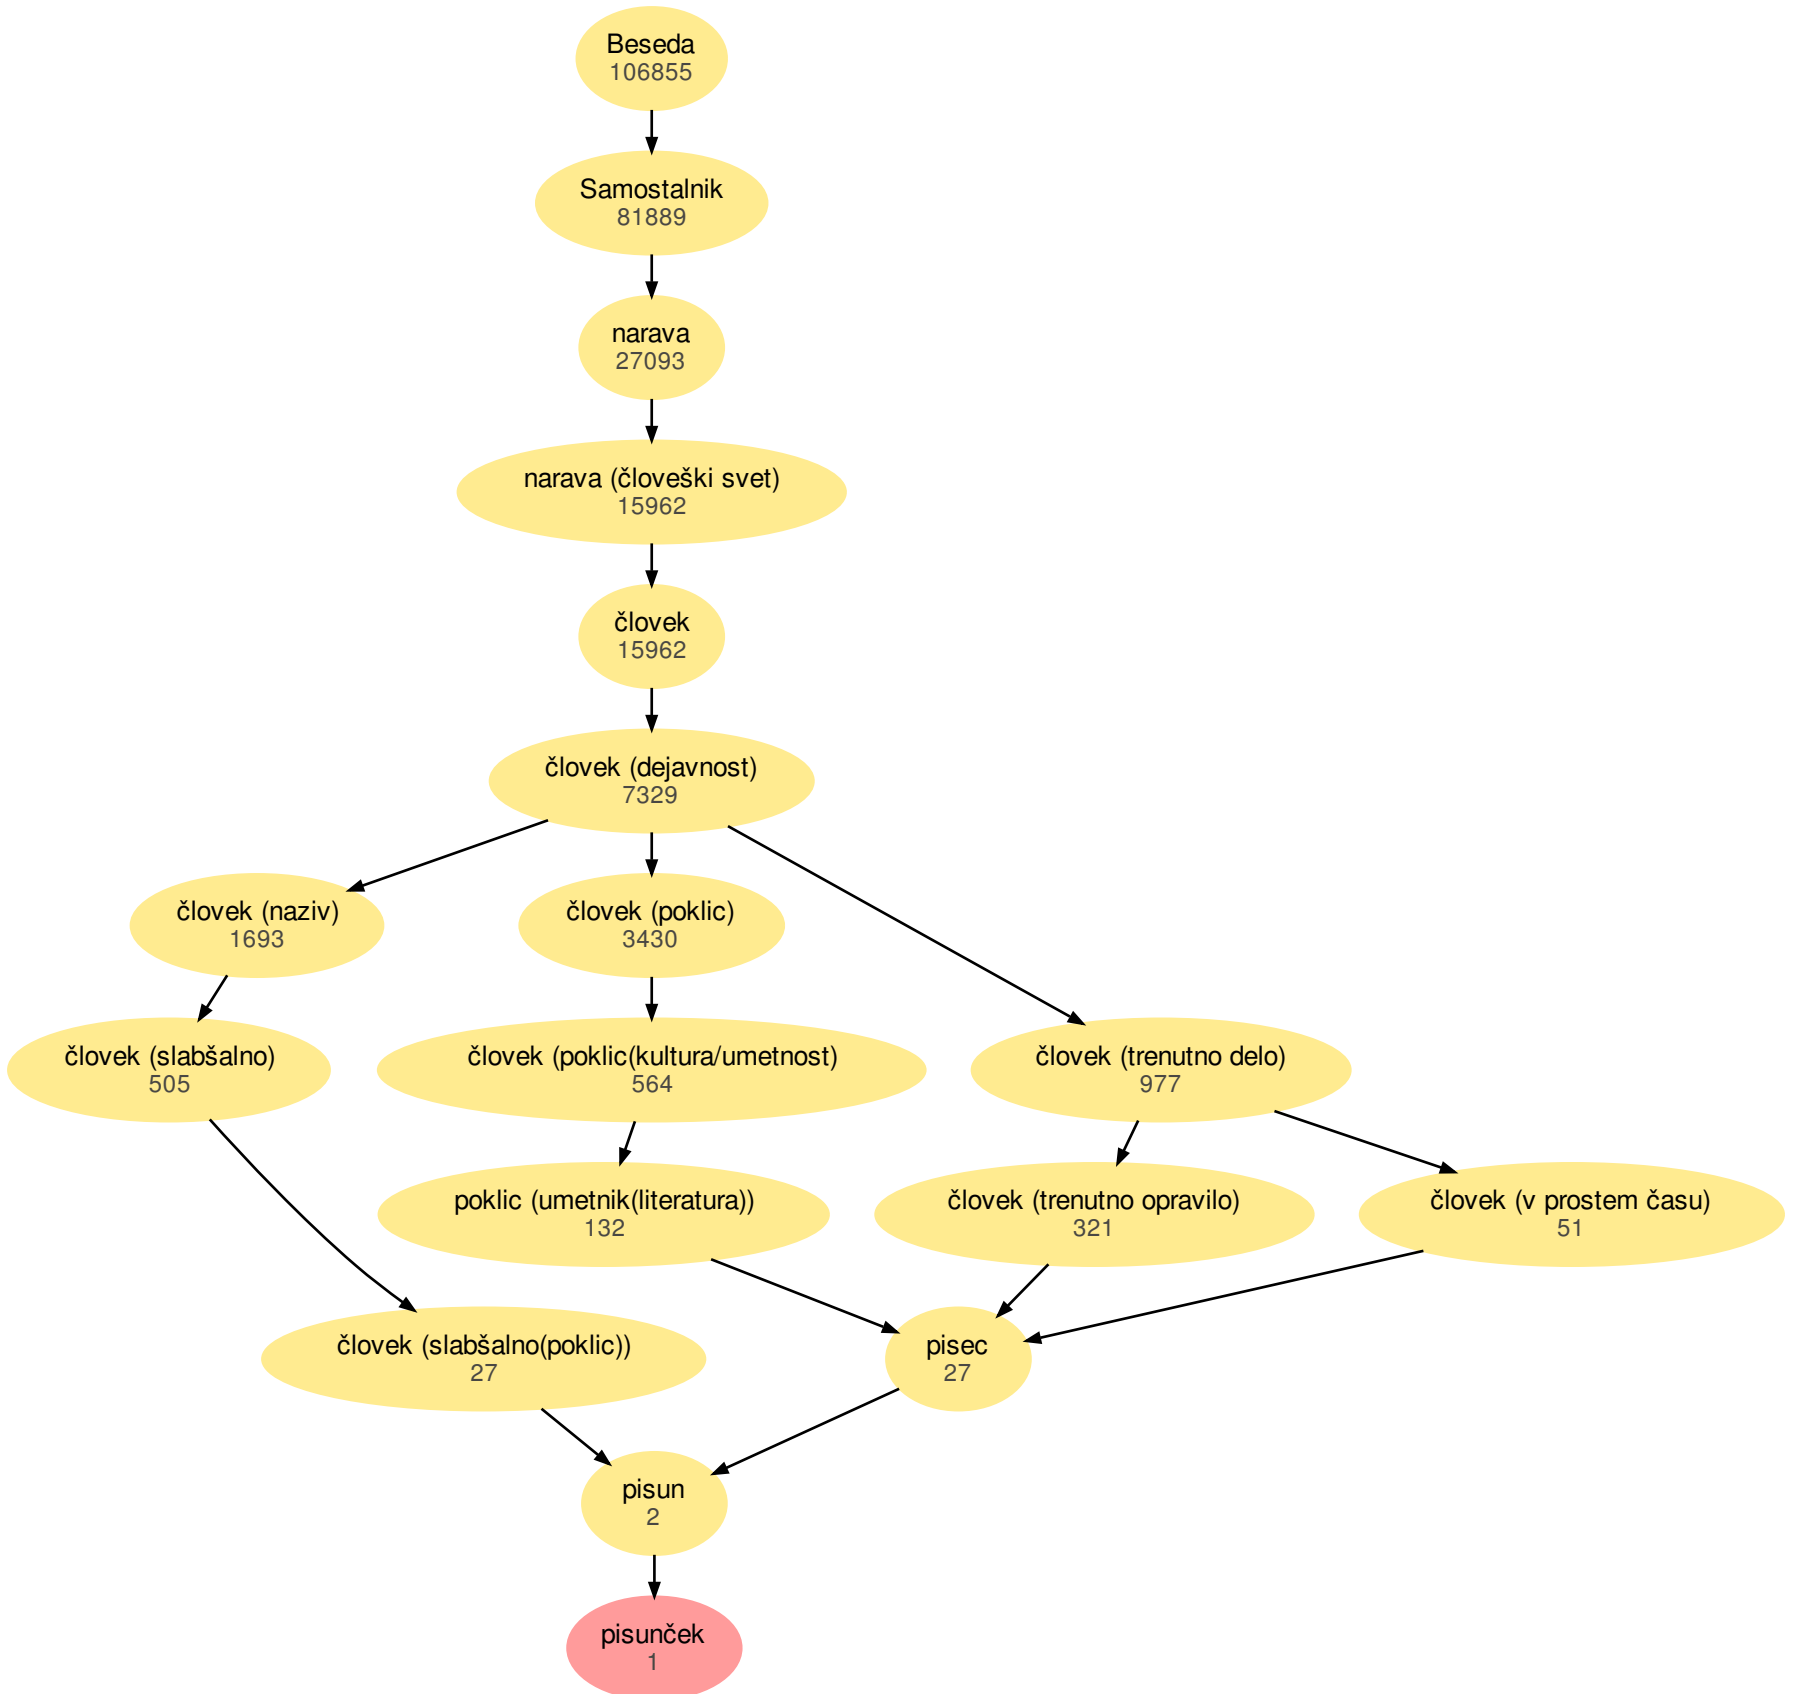 Beseda
106855
Samostalnik
81889
narava
27093
narava (človeški svet)
15962
človek
15962
človek (dejavnost)
7329
človek (naziv)
1693
človek (poklic)
3430
človek (slabšalno)
505
človek (poklic(kultura/umetnost)
564
človek (trenutno delo)
977
poklic (umetnik(literatura))
132
človek (trenutno opravilo)
321
človek (v prostem času)
51
človek (slabšalno(poklic))
27
pisec
27
pisun
2
pisunček
1